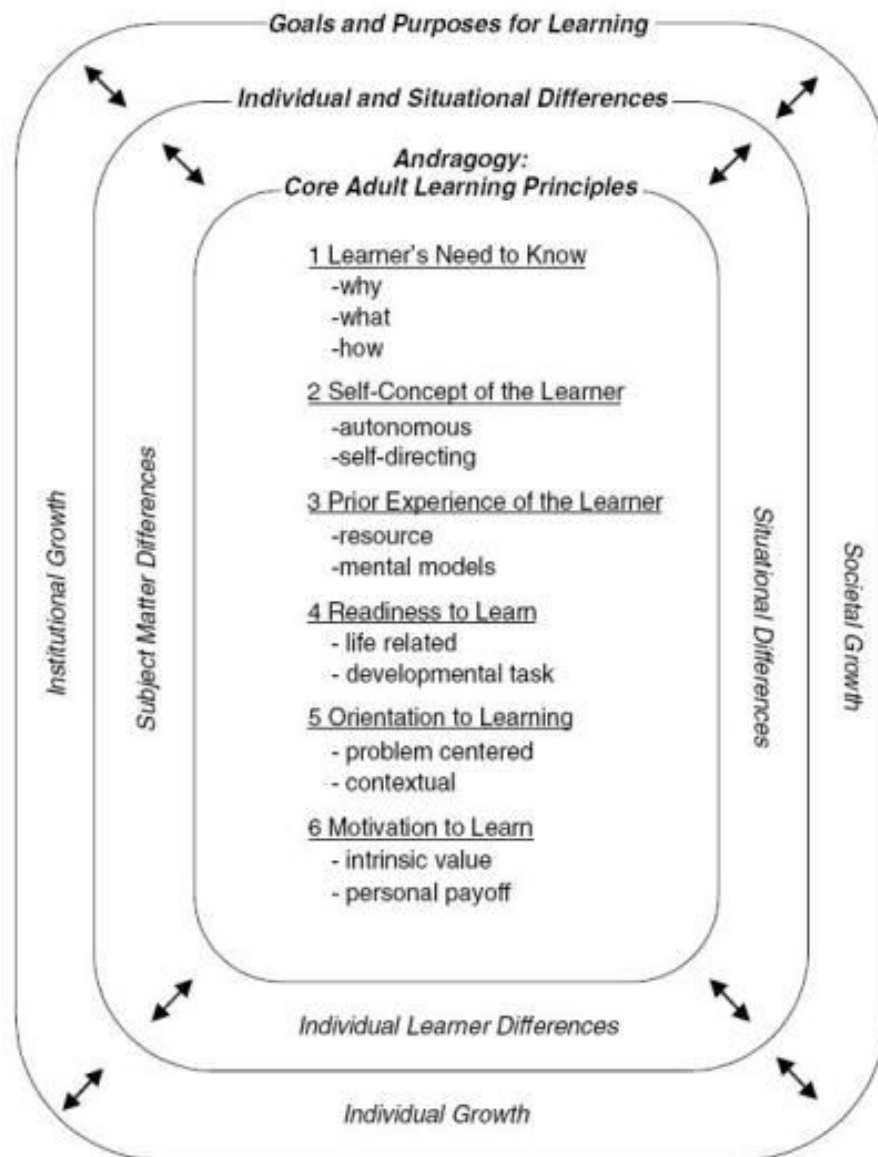 Goals and Purposes for Learning
Individual and Situational Differences
Andragogy:
Core Adult Learning Principles
1 Learner's Need to Know
-why
-what
-how
2 Self-Concept of the Learner
-autonomous
-self-directing
3 Prior Experience of the Learner
-resource
-mental models
4 Readiness to Learn
- life related
- developmental task
5 Orientation to Learning
- problem centered
- contextual
6 Motivation to Learn
- intrinsic value
- personal payoff
Institutional Growth
Subject Matter Differences
Situational Differences
Societal Growth
Individual Learner Differences
Individual Growth